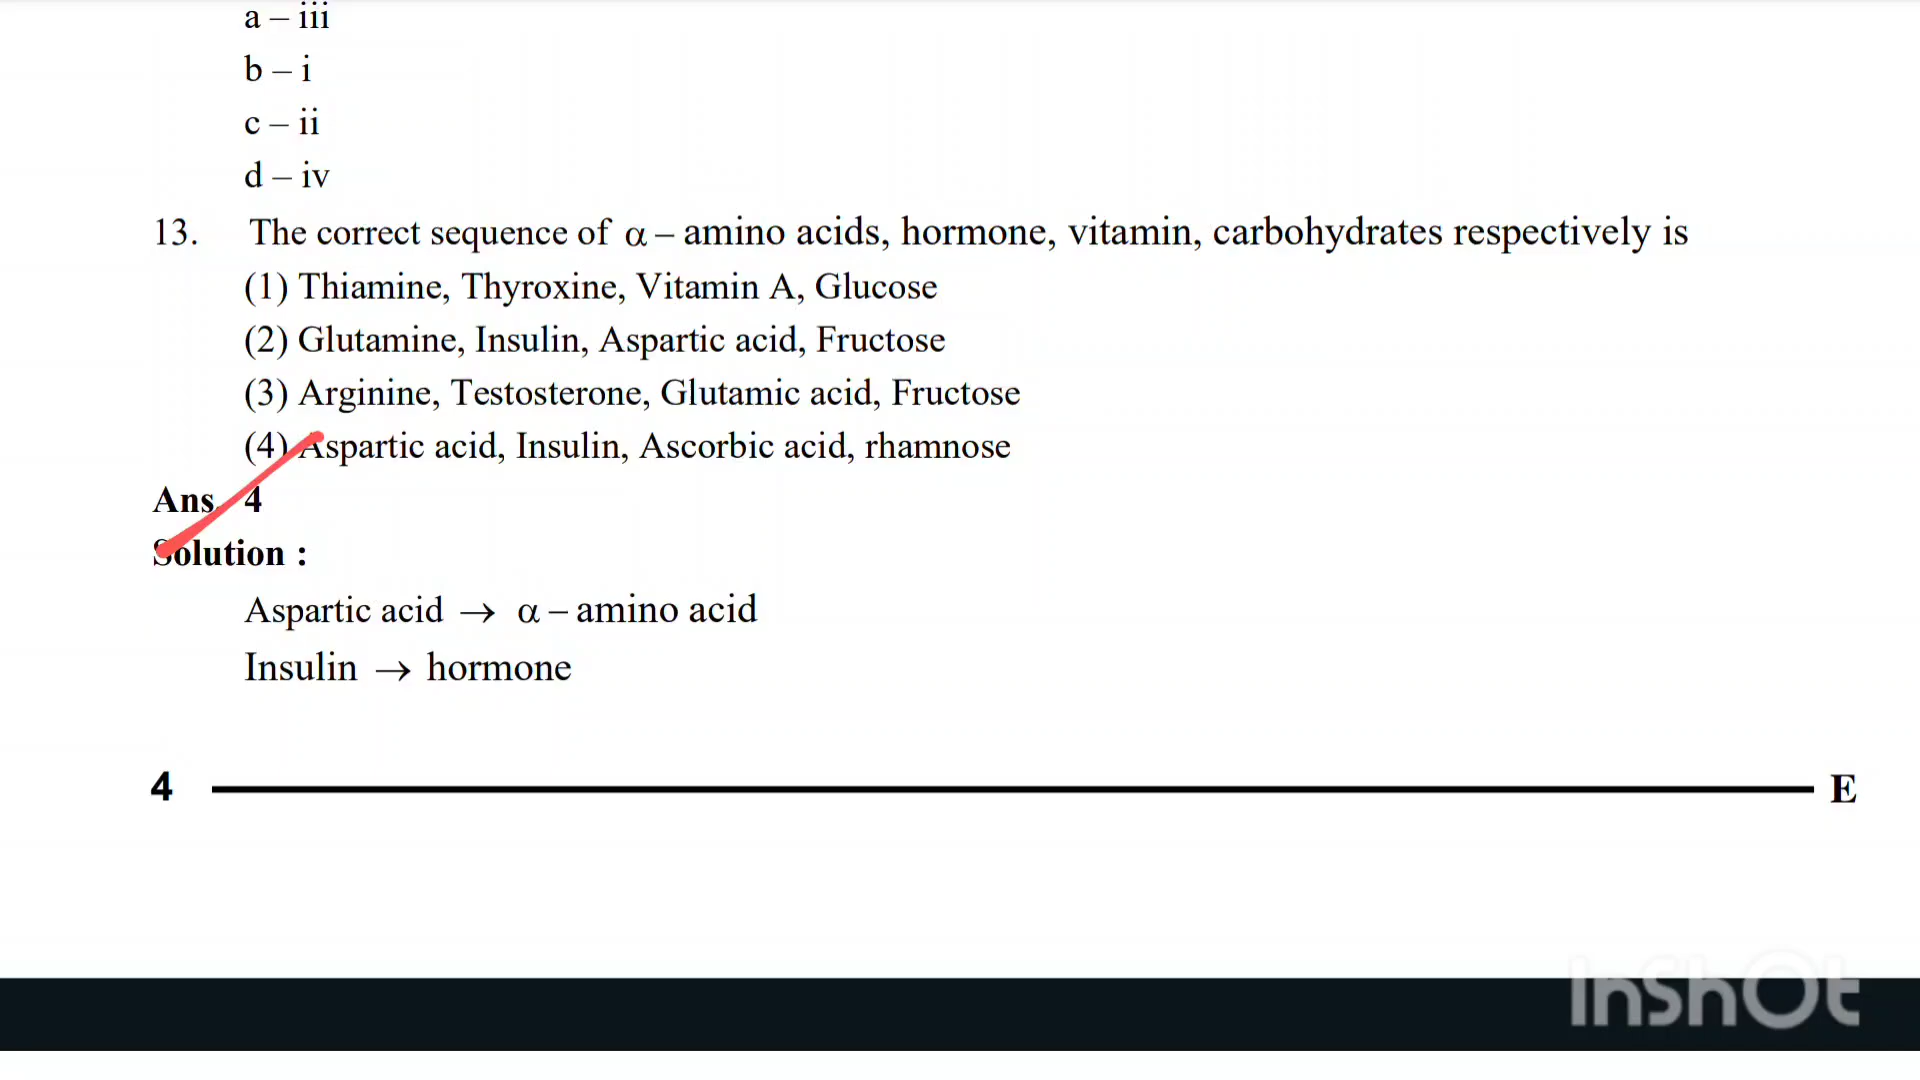 a – iii
b – i
c – ii
d – iv
13. The correct sequence of α – amino acids, hormone, vitamin, carbohydrates respectively is
(1) Thiamine, Thyroxine, Vitamin A, Glucose
(2) Glutamine, Insulin, Aspartic acid, Fructose
(3) Arginine, Testosterone, Glutamic acid, Fructose
(4) Aspartic acid, Insulin, Ascorbic acid, rhamnose
Ans. 4
Solution :
Aspartic acid → α – amino acid
Insulin → hormone
4 E
InShOt